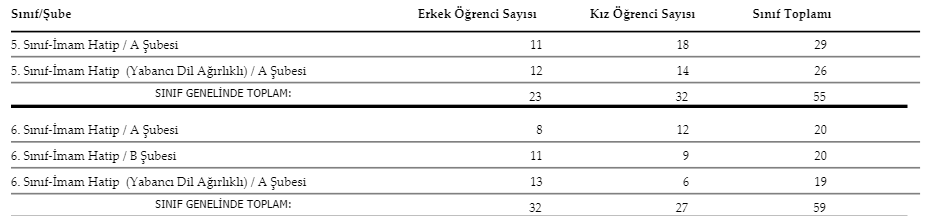 Sınıf/Şube Erkek Öğrenci Sayısı Kız Öğrenci Sayısı Sınıf Toplamı
5. Sınıf-İmam Hatip / A Şubesi 11 18 29
5. Sınıf-İmam Hatip (Yabancı Dil Ağırlıklı) / A Şubesi 12 14 26
SINIF GENELİNDE TOPLAM: 23 32 55
6. Sınıf-İmam Hatip / A Şubesi 8 12 20
6. Sınıf-İmam Hatip / B Şubesi 11 9 20
6. Sınıf-İmam Hatip (Yabancı Dil Ağırlıklı) / A Şubesi 13 6 19
SINIF GENELİNDE TOPLAM: 32 27 59